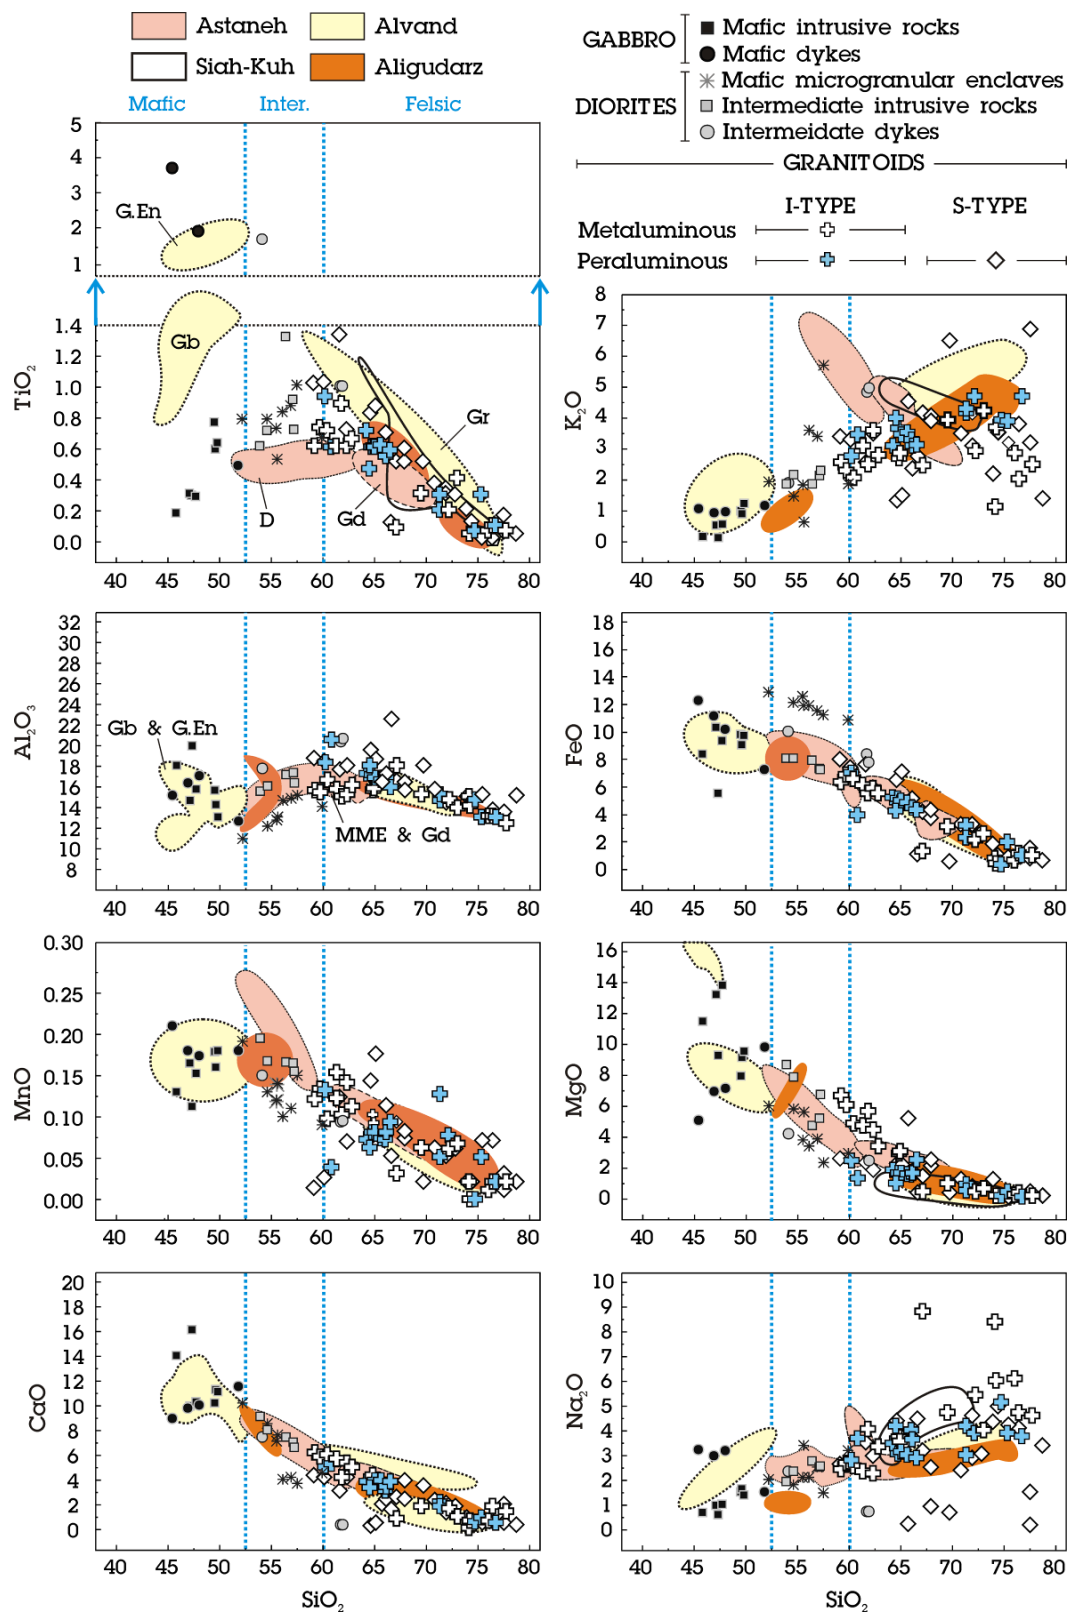 Astaneh
Alvand
Siah-Kuh
Aligudarz
GABBRO
Mafic intrusive rocks
Mafic dykes
DIORITES
Mafic microgranular enclaves
Intermediate intrusive rocks
Intermeidate dykes
GRANITOIDS
I-TYPE S-TYPE
Metaluminous
Peraluminous
Mafic Inter. Felsic
5
4
3
2
1
G.En
1.4
1.2
1.0
0.8
0.6
0.4
0.2
0.0
TiO2
Gb
Gr
D
Gd
40 45 50 55 60 65 70 75 80
8
7
6
5
4
3
2
1
0
K2O
40 45 50 55 60 65 70 75 80
32
30
28
26
24
22
20
18
16
14
12
10
8
Al2O3
Gb & G.En
MME & Gd
40 45 50 55 60 65 70 75 80
18
16
14
12
10
8
6
4
2
0
FeO
40 45 50 55 60 65 70 75 80
0.30
0.25
0.20
0.15
0.10
0.05
0.00
MnO
40 45 50 55 60 65 70 75 80
16
14
12
10
8
6
4
2
0
MgO
40 45 50 55 60 65 70 75 80
20
18
16
14
12
10
8
6
4
2
0
CaO
40 45 50 55 60 65 70 75 80
SiO2
10
9
8
7
6
5
4
3
2
1
0
Na2O
40 45 50 55 60 65 70 75 80
SiO2